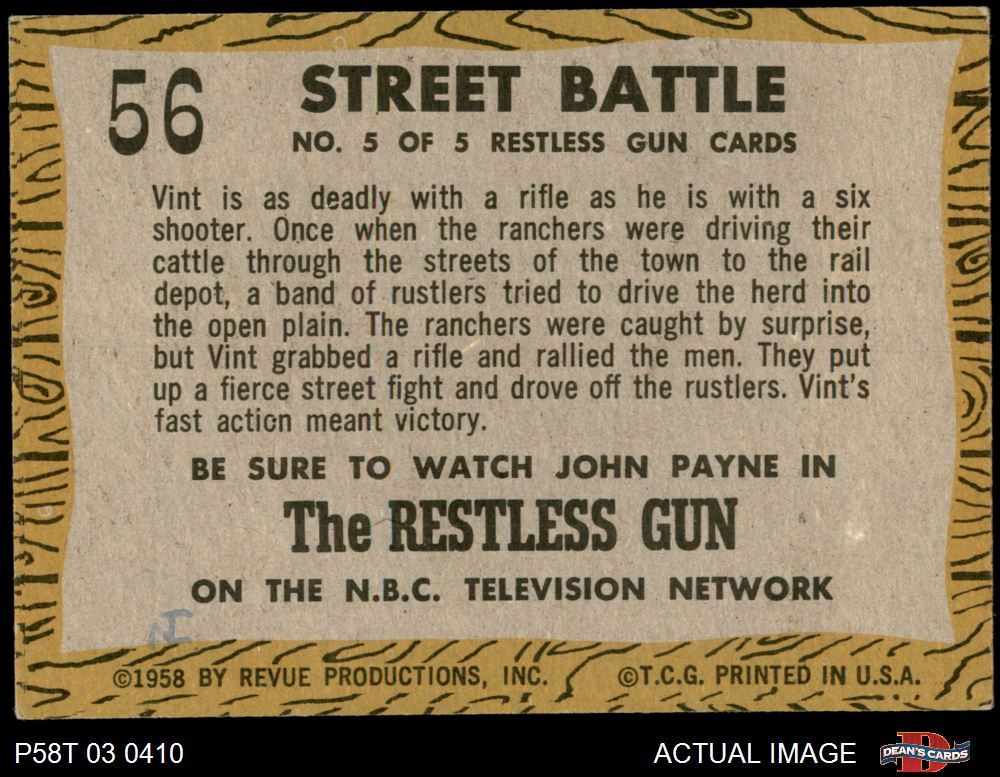 56
STREET BATTLE
NO. 5 OF 5 RESTLESS GUN CARDS
Vint is as deadly with a rifle as he is with a six
shooter. Once when the ranchers were driving their
cattle through the streets of the town to the rail
depot, a band of rustlers tried to drive the herd into
the open plain. The ranchers were caught by surprise,
but Vint grabbed a rifle and rallied the men. They put
up a fierce street fight and drove off the rustlers. Vint's
fast action meant victory.
BE SURE TO WATCH JOHN PAYNE IN
The RESTLESS GUN
ON THE N.B.C. TELEVISION NETWORK
©1958 BY REVUE PRODUCTIONS, INC. ©T.C.G. PRINTED IN U.S.A.
P58T 03 0410
ACTUAL IMAGE
DEAN'S CARDS